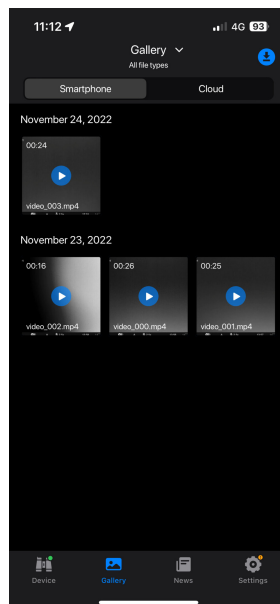 11:12
4G 93
Gallery
All file types
Smartphone
Cloud
November 24, 2022
00:24
video_003.mp4
November 23, 2022
00:16
00:26
00:25
video_002.mp4
video_000.mp4
video_001.mp4
Device
Gallery
News
Settings